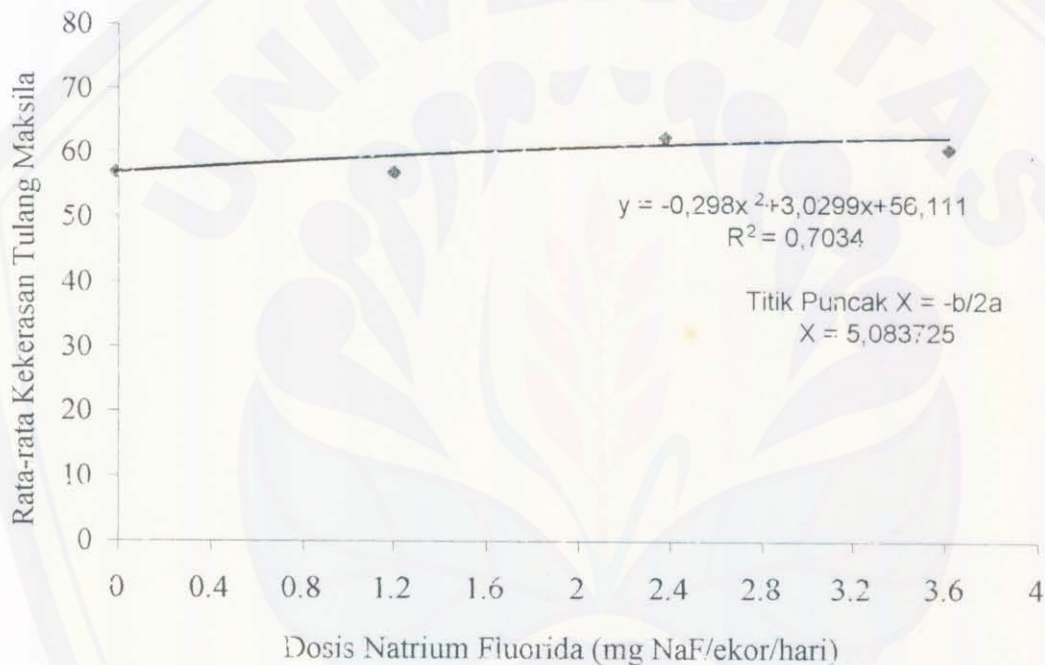 80
70
60
50
40
30
20
10
0
Rata-rata Kekerasan Tulang Maksila
y = -0,298x²+3,0299x+56,111
R² = 0,7034
Titik Puncak X = -b/2a
X = 5,083725
0 0.4 0.8 1.2 1.6 2 2.4 2.8 3.2 3.6 4
Dosis Natrium Fluorida (mg NaF/ekor/hari)
UNIVERSITAS